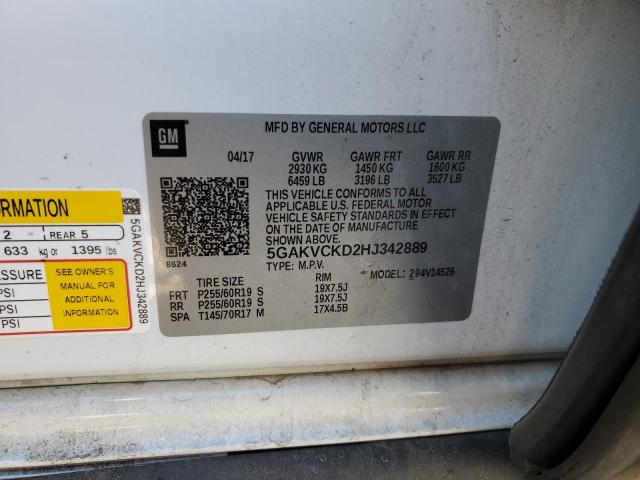 ORMATION
2 REAR 5
633 kg or 1395 lbs
RESSURE
PSI
PSI
PSI
SEE OWNER'S
MANUAL FOR
ADDITIONAL
INFORMATION
5GAKVCKD2HJ342889
GM
MFD BY GENERAL MOTORS LLC
04/17 GVWR GAWR FRT GAWR RR
2930 KG 1450 KG 1600 KG
6459 LB 3196 LB 3527 LB
THIS VEHICLE CONFORMS TO ALL
APPLICABLE U.S. FEDERAL MOTOR
VEHICLE SAFETY STANDARDS IN
EFFECT ON THE DATE OF
MANUFACTURE SHOWN ABOVE.
5GAKVCKD2HJ342889
8624
TYPE: M.P.V.
MODEL: 294V14526
TIRE SIZE RIM
FRT P255/60R19 S 19X7.5J
RR P255/60R19 S 19X7.5J
SPA T145/70R17 M 17X4.5B